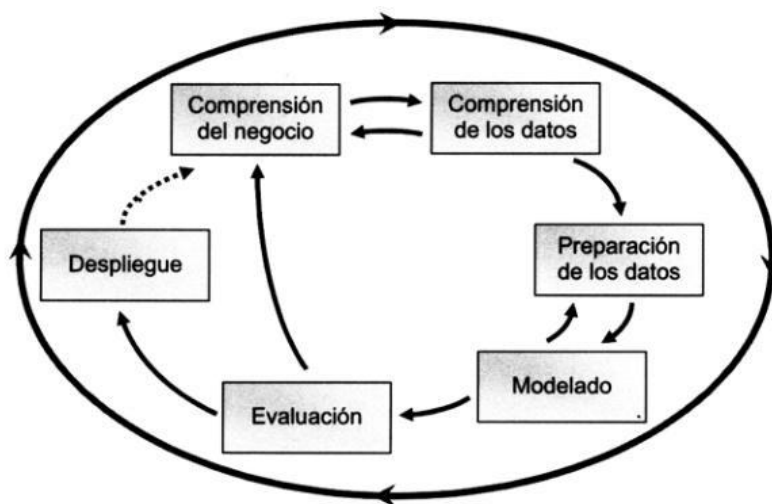 Comprensión
del negocio
Comprensión
de los datos
Despliegue
Preparación
de los datos
Modelado
Evaluación